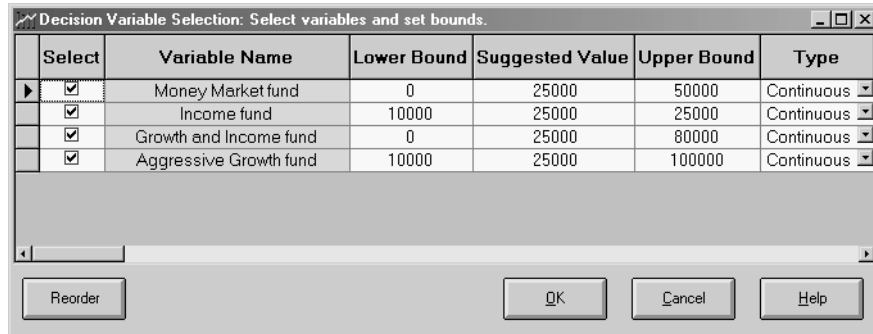 Decision Variable Selection: Select variables and set bounds.
Select Variable Name Lower Bound Suggested Value Upper Bound Type
Money Market fund 0 25000 50000 Continuous
Income fund 10000 25000 25000 Continuous
Growth and Income fund 0 25000 80000 Continuous
Aggressive Growth fund 10000 25000 100000 Continuous
Reorder OK Cancel Help